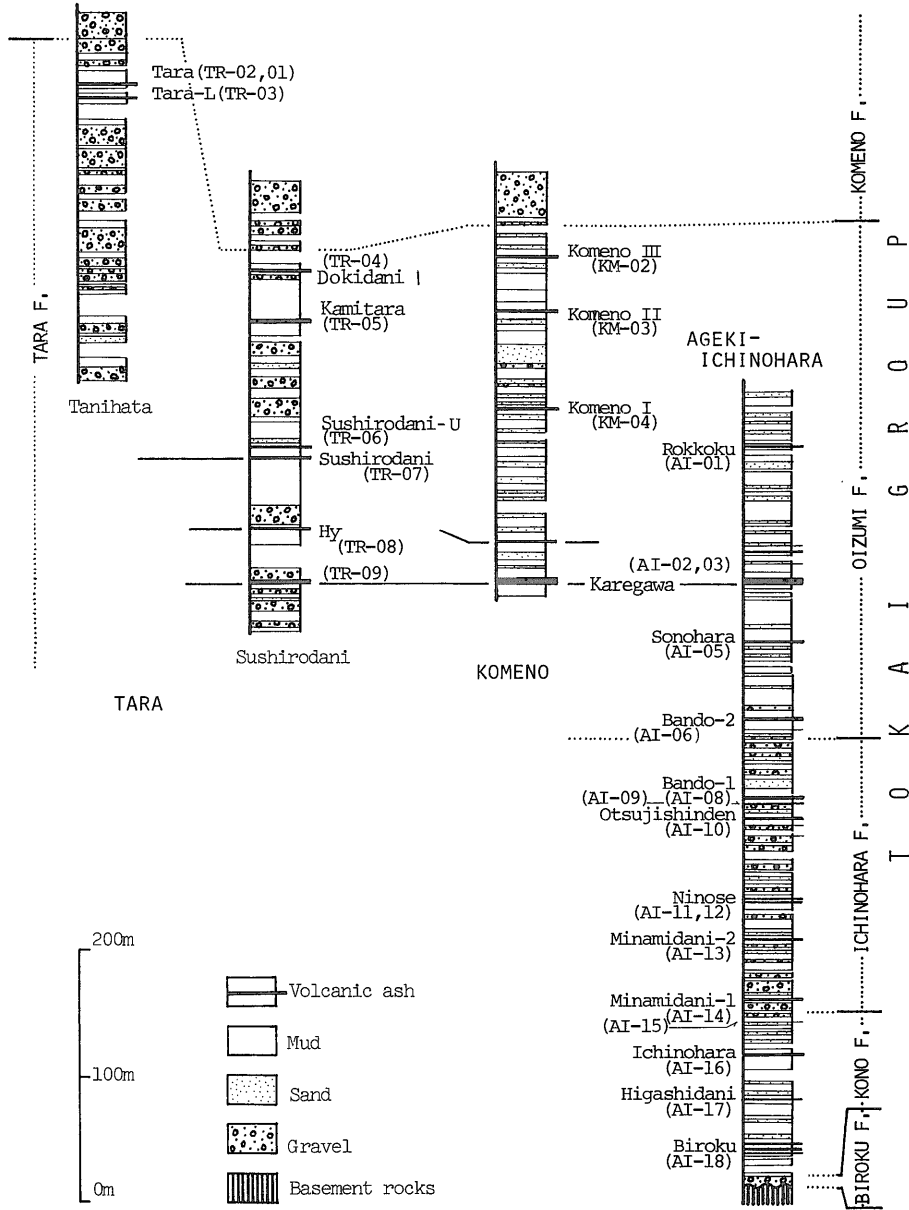 Tara (TR-02,01)
Tara-L (TR-03)
TARA F.
Tanihata
(TR-04)
Dokidani 1
Kamitara
(TR-05)
Sushirodani-U
(TR-06)
Sushirodani
(TR-07)
Hy
(TR-08)
(TR-09)
Sushirodani
TARA
Komeno III
(KM-02)
Komeno II
(KM-03)
Komeno I
(KM-04)
Karegawa
KOMENO
AGEKI-
ICHINOHARA
Rokkoku
(AI-01)
(AI-02,03)
Sonohara
(AI-05)
Bando-2
(AI-06)
Bando-1
(AI-09) (AI-08)
Otsujishinden
(AI-10)
Ninose
(AI-11,12)
Minamidani-2
(AI-13)
Minamidani-1
(AI-14)
(AI-15)
Ichinohara
(AI-16)
Higashidani
(AI-17)
Biroku
(AI-18)
KOMENO F.
OIZUMI F.
ICHINOHARA F.
KONO F.
BIROKU F.
TOKAI GROUP
200m
100m
0m
Volcanic ash
Mud
Sand
Gravel
Basement rocks